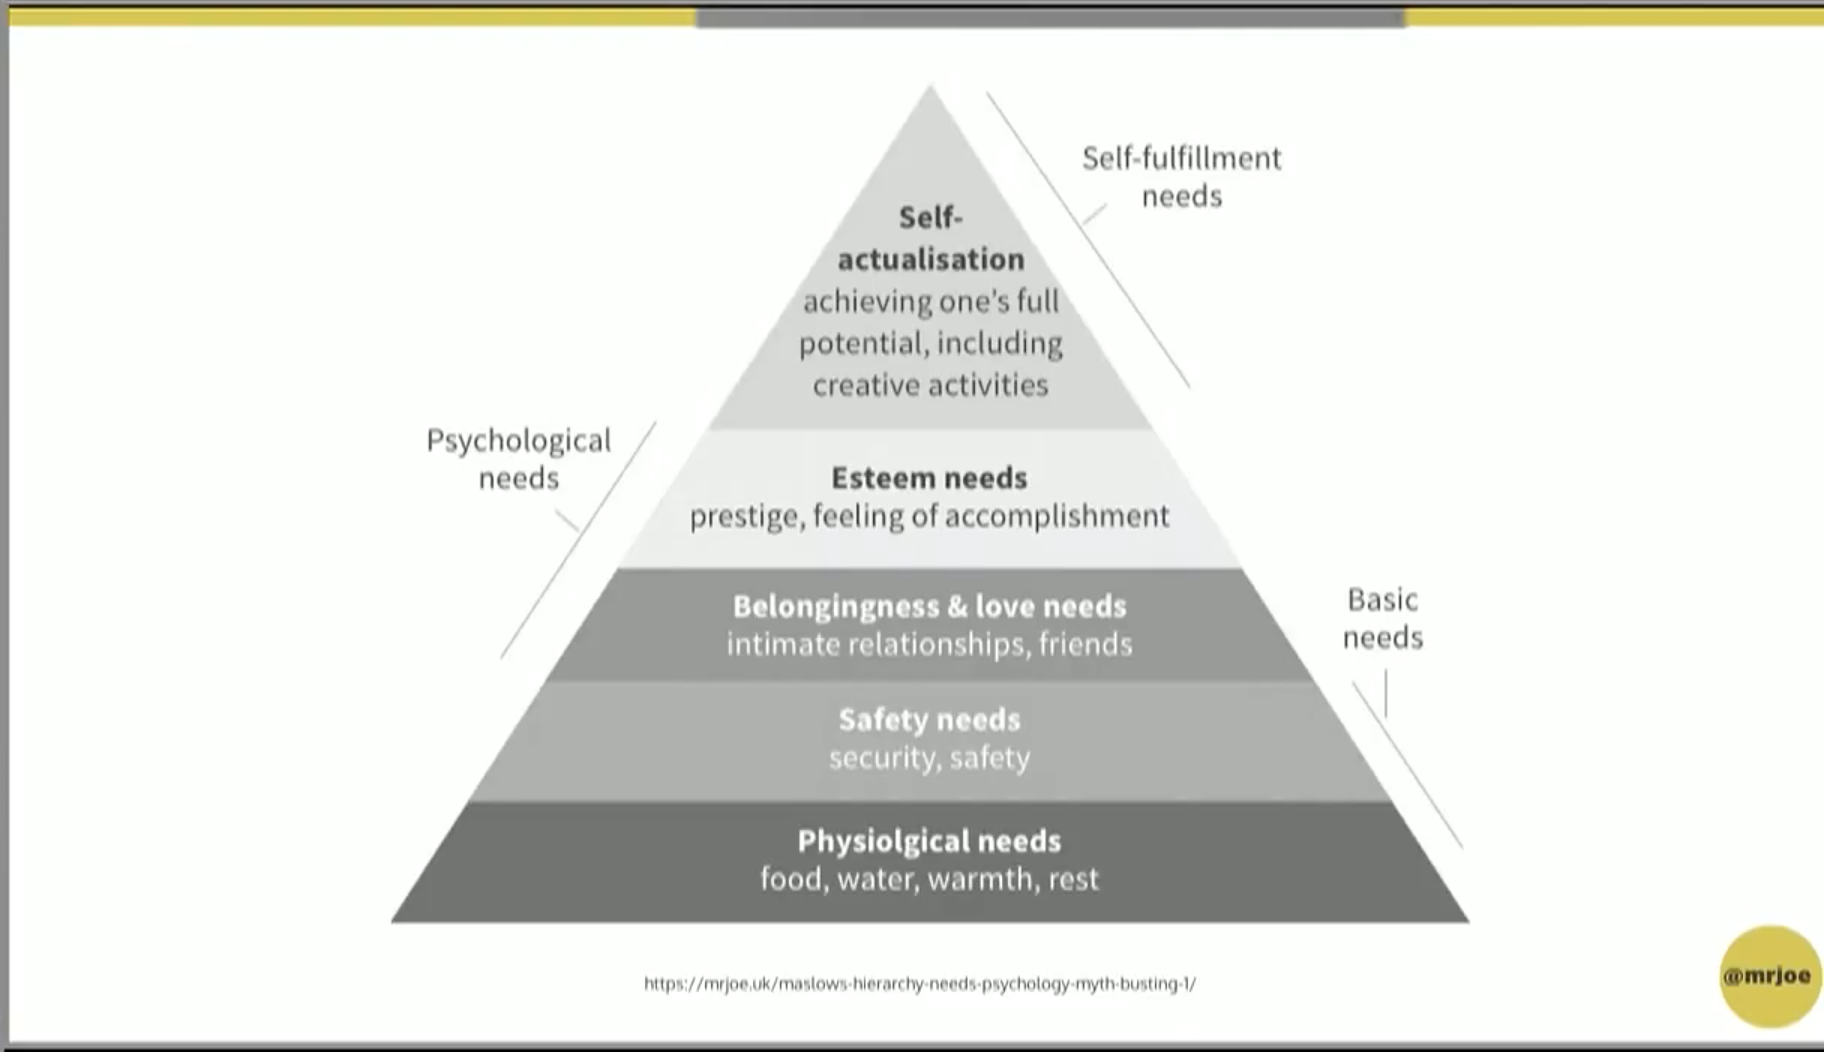 Self-fulfillment
needs
Self-
actualisation
achieving one's full
potential, including
creative activities
Psychological
needs
Esteem needs
prestige, feeling of accomplishment
Belongingness & love needs
intimate relationships, friends
Basic
needs
Safety needs
security, safety
Physiolgical needs
food, water, warmth, rest
https://mrjoe.uk/maslows-hierarchy-needs-psychology-myth-busting-1/
@mrjoe